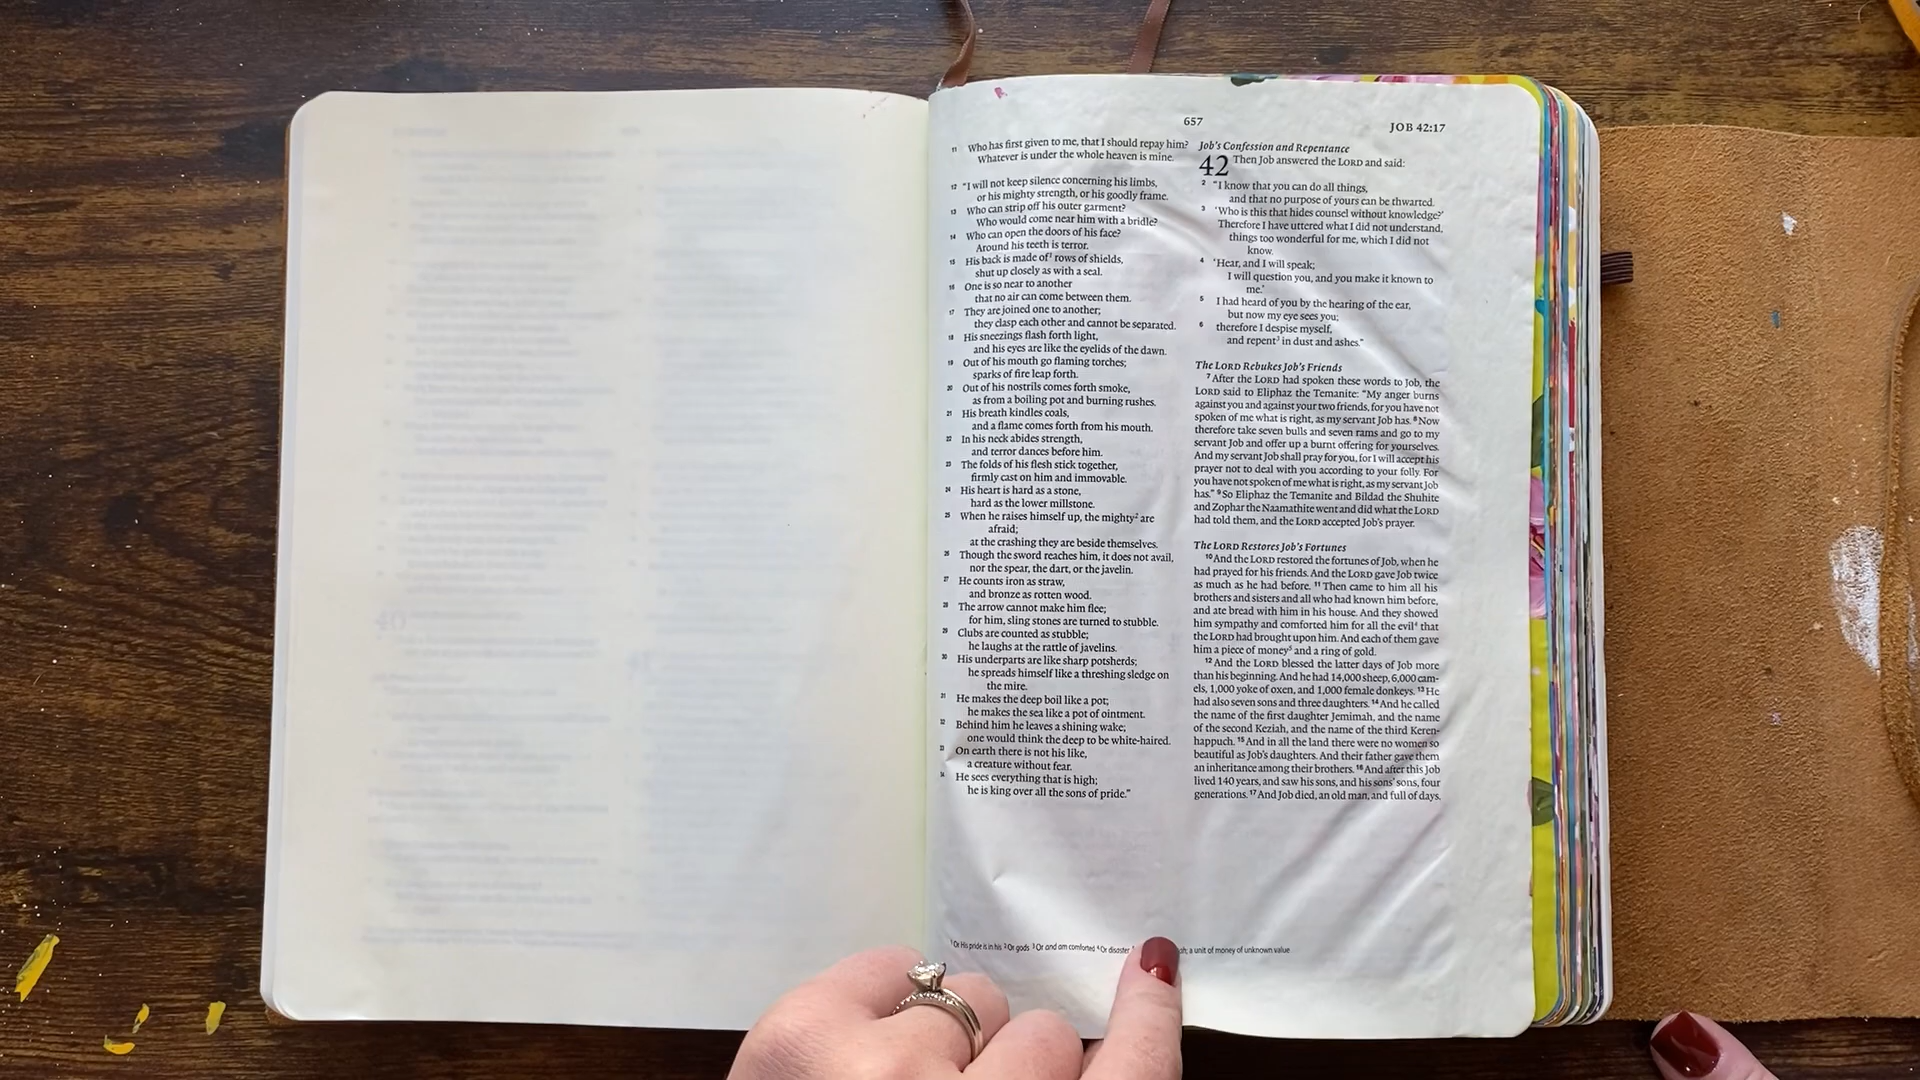 657
JOB 42:17
11 Who has first given to me, that I should repay him?
Whatever is under the whole heaven is mine.
12 "I will not keep silence concerning his limbs,
or his mighty strength, or his goodly frame.
13 Who can strip off his outer garment?
Who would come near him with a bridle?
14 Who can open the doors of his face?
Around his teeth is terror.
15 His back is made of¹ rows of shields,
shut up closely as with a seal.
16 One is so near to another
that no air can come between them.
17 They are joined one to another;
they clasp each other and cannot be separated.
18 His sneezings flash forth light,
and his eyes are like the eyelids of the dawn.
19 Out of his mouth go flaming torches;
sparks of fire leap forth.
20 Out of his nostrils comes forth smoke,
as from a boiling pot and burning rushes.
21 His breath kindles coals,
and a flame comes forth from his mouth.
22 In his neck abides strength,
and terror dances before him.
23 The folds of his flesh stick together,
firmly cast on him and immovable.
24 His heart is hard as a stone,
hard as the lower millstone.
25 When he raises himself up, the mighty² are
afraid;
at the crashing they are beside themselves.
26 Though the sword reaches him, it does not avail,
nor the spear, the dart, or the javelin.
27 He counts iron as straw,
and bronze as rotten wood.
28 The arrow cannot make him flee;
for him, sling stones are turned to stubble.
29 Clubs are counted as stubble;
he laughs at the rattle of javelins.
30 His underparts are like sharp potsherds;
he spreads himself like a threshing sledge on
the mire.
31 He makes the deep boil like a pot;
he makes the sea like a pot of ointment.
32 Behind him he leaves a shining wake;
one would think the deep to be white-haired.
33 On earth there is not his like,
a creature without fear.
34 He sees everything that is high;
he is king over all the sons of pride."
Job's Confession and Repentance
42 Then Job answered the LORD and said:
2 "I know that you can do all things,
and that no purpose of yours can be thwarted.
3 'Who is this that hides counsel without knowledge?'
Therefore I have uttered what I did not understand,
things too wonderful for me, which I did not
know.
4 'Hear, and I will speak;
I will question you, and you make it known to
me.'
5 I had heard of you by the hearing of the ear,
but now my eye sees you;
6 therefore I despise myself,
and repent³ in dust and ashes."
The LORD Rebukes Job's Friends
7 After the LORD had spoken these words to Job, the
LORD said to Eliphaz the Temanite: "My anger burns
against you and against your two friends, for you have not
spoken of me what is right, as my servant Job has. 8 Now
therefore take seven bulls and seven rams and go to my
servant Job and offer up a burnt offering for yourselves.
And my servant Job shall pray for you, for I will accept his
prayer not to deal with you according to your folly. For
you have not spoken of me what is right, as my servant Job
has." 9 So Eliphaz the Temanite and Bildad the Shuhite
and Zophar the Naamathite went and did what the LORD
had told them, and the LORD accepted Job's prayer.
The LORD Restores Job's Fortunes
10 And the LORD restored the fortunes of Job, when he
had prayed for his friends. And the LORD gave Job twice
as much as he had before. 11 Then came to him all his
brothers and sisters and all who had known him before,
and ate bread with him in his house. And they showed
him sympathy and comforted him for all the evil⁴ that
the LORD had brought upon him. And each of them gave
him a piece of money⁵ and a ring of gold.
12 And the LORD blessed the latter days of Job more
than his beginning. And he had 14,000 sheep, 6,000 cam-
els, 1,000 yoke of oxen, and 1,000 female donkeys. 13 He
had also seven sons and three daughters. 14 And he called
the name of the first daughter Jemimah, and the name
of the second Keziah, and the name of the third Keren-
happuch. 15 And in all the land there were no women so
beautiful as Job's daughters. And their father gave them
an inheritance among their brothers. 16 And after this Job
lived 140 years, and saw his sons, and his sons' sons, four
generations. 17 And Job died, an old man, and full of days.
¹ Or His pride is in his ² Or gods ³ Or and am comforted ⁴ Or disaster a unit of money of unknown value